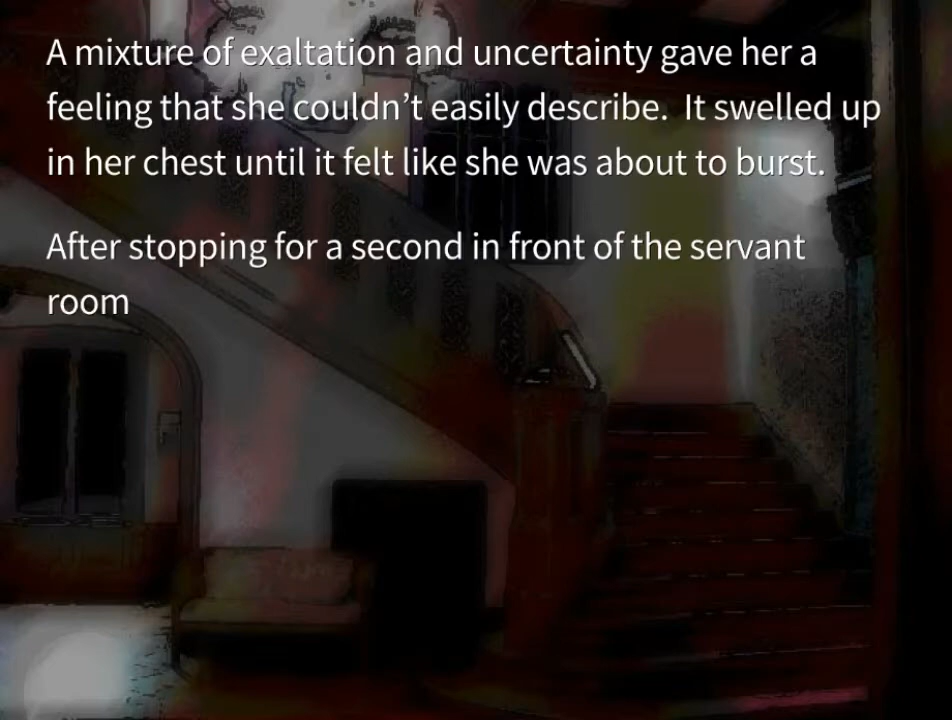 A mixture of exaltation and uncertainty gave her a
feeling that she couldn’t easily describe.  It swelled up
in her chest until it felt like she was about to burst.
After stopping for a second in front of the servant
room